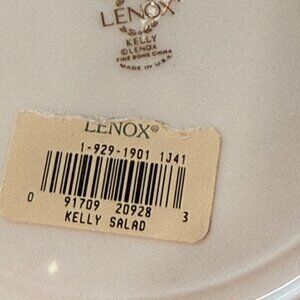 LENOX
KELLY
©LENOX
FINE BONE CHINA
MADE IN U.S.A.
LENOX®
1-929-1901 1J41
0 91709 20928 3
KELLY SALAD